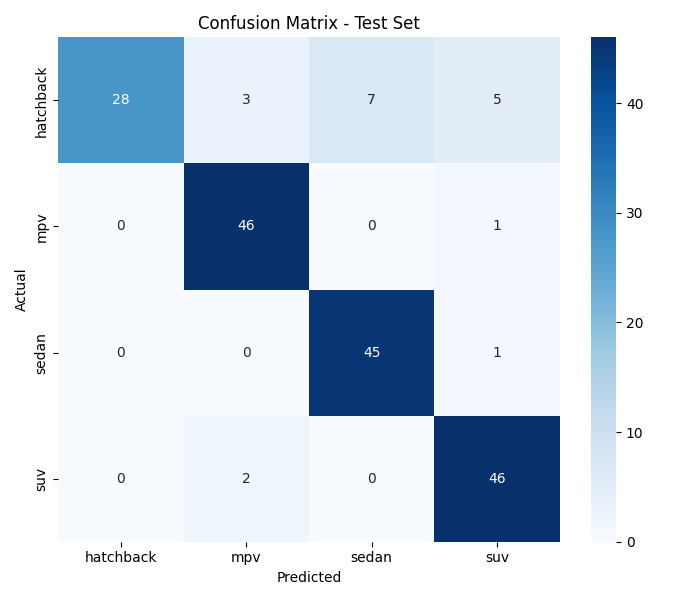 Confusion Matrix - Test Set
hatchback 28 3 7 5
mpv 0 46 0 1
sedan 0 0 45 1
suv 0 2 0 46
hatchback mpv sedan suv
Predicted
Actual
40
30
20
10
0